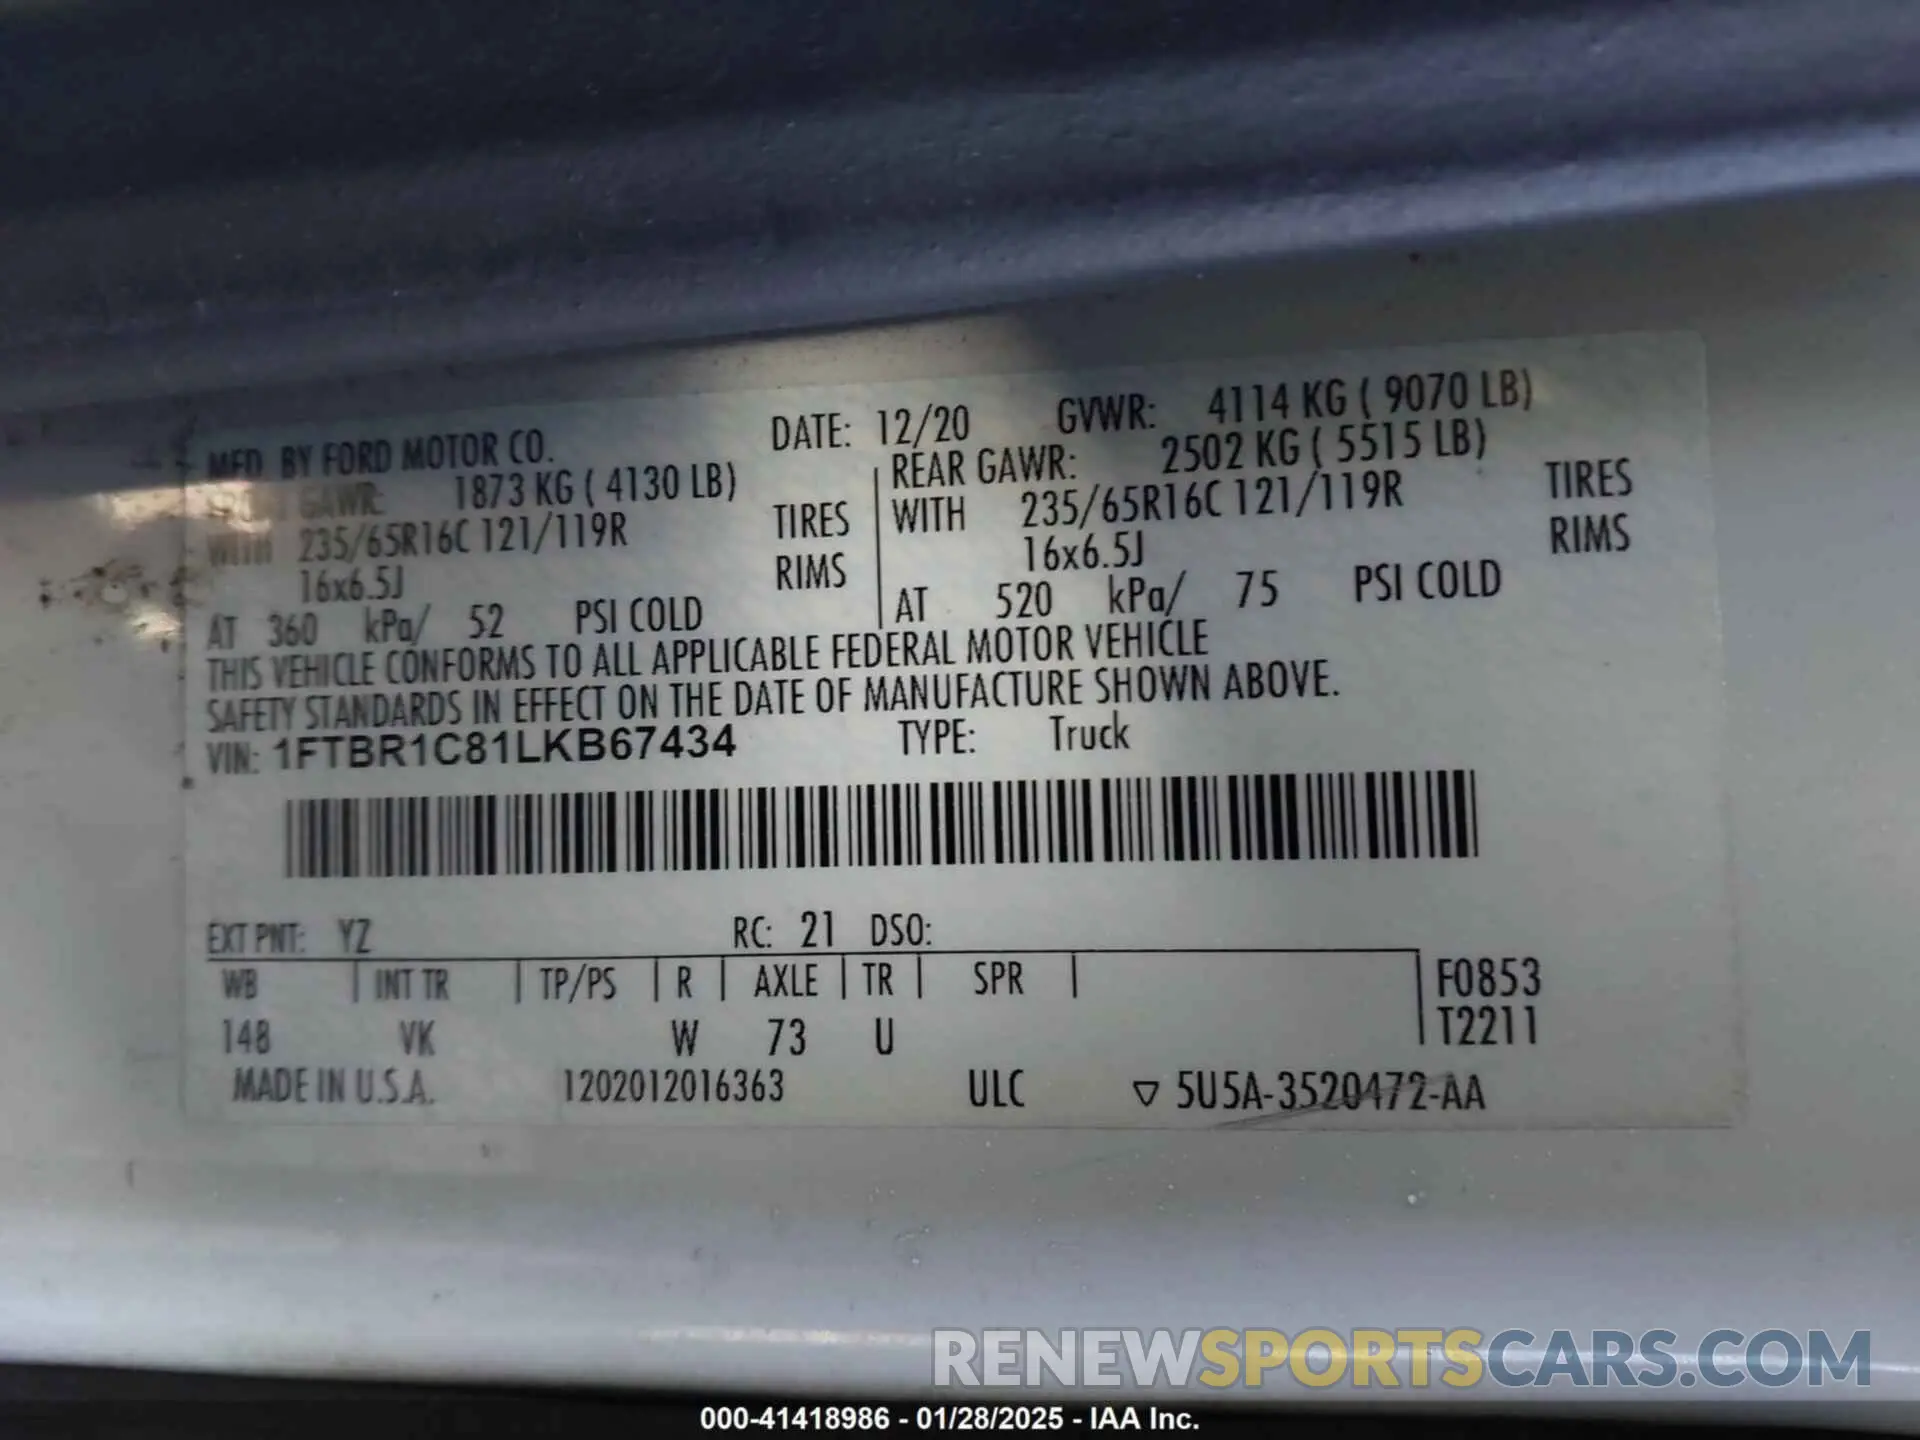 MFD. BY FORD MOTOR CO. DATE: 12/20 GVWR: 4114 KG ( 9070 LB)
FRONT GAWR: 1873 KG ( 4130 LB) REAR GAWR: 2502 KG ( 5515 LB)
WITH 235/65R16C 121/119R TIRES WITH 235/65R16C 121/119R TIRES
16x6.5J RIMS 16x6.5J RIMS
AT 360 kPa/ 52 PSI COLD AT 520 kPa/ 75 PSI COLD
THIS VEHICLE CONFORMS TO ALL APPLICABLE FEDERAL MOTOR VEHICLE
SAFETY STANDARDS IN EFFECT ON THE DATE OF MANUFACTURE SHOWN ABOVE.
VIN: 1FTBR1C81LKB67434 TYPE: Truck
EXT PNT: YZ RC: 21 DSO:
WB INT TR TP/PS R AXLE TR SPR F0853
148 VK W 73 U T2211
MADE IN U.S.A. 1202012016363 ULC ▽ 5U5A-3520472-AA
RENEWSPORTSCARS.COM
000-41418986 - 01/28/2025 - IAA Inc.